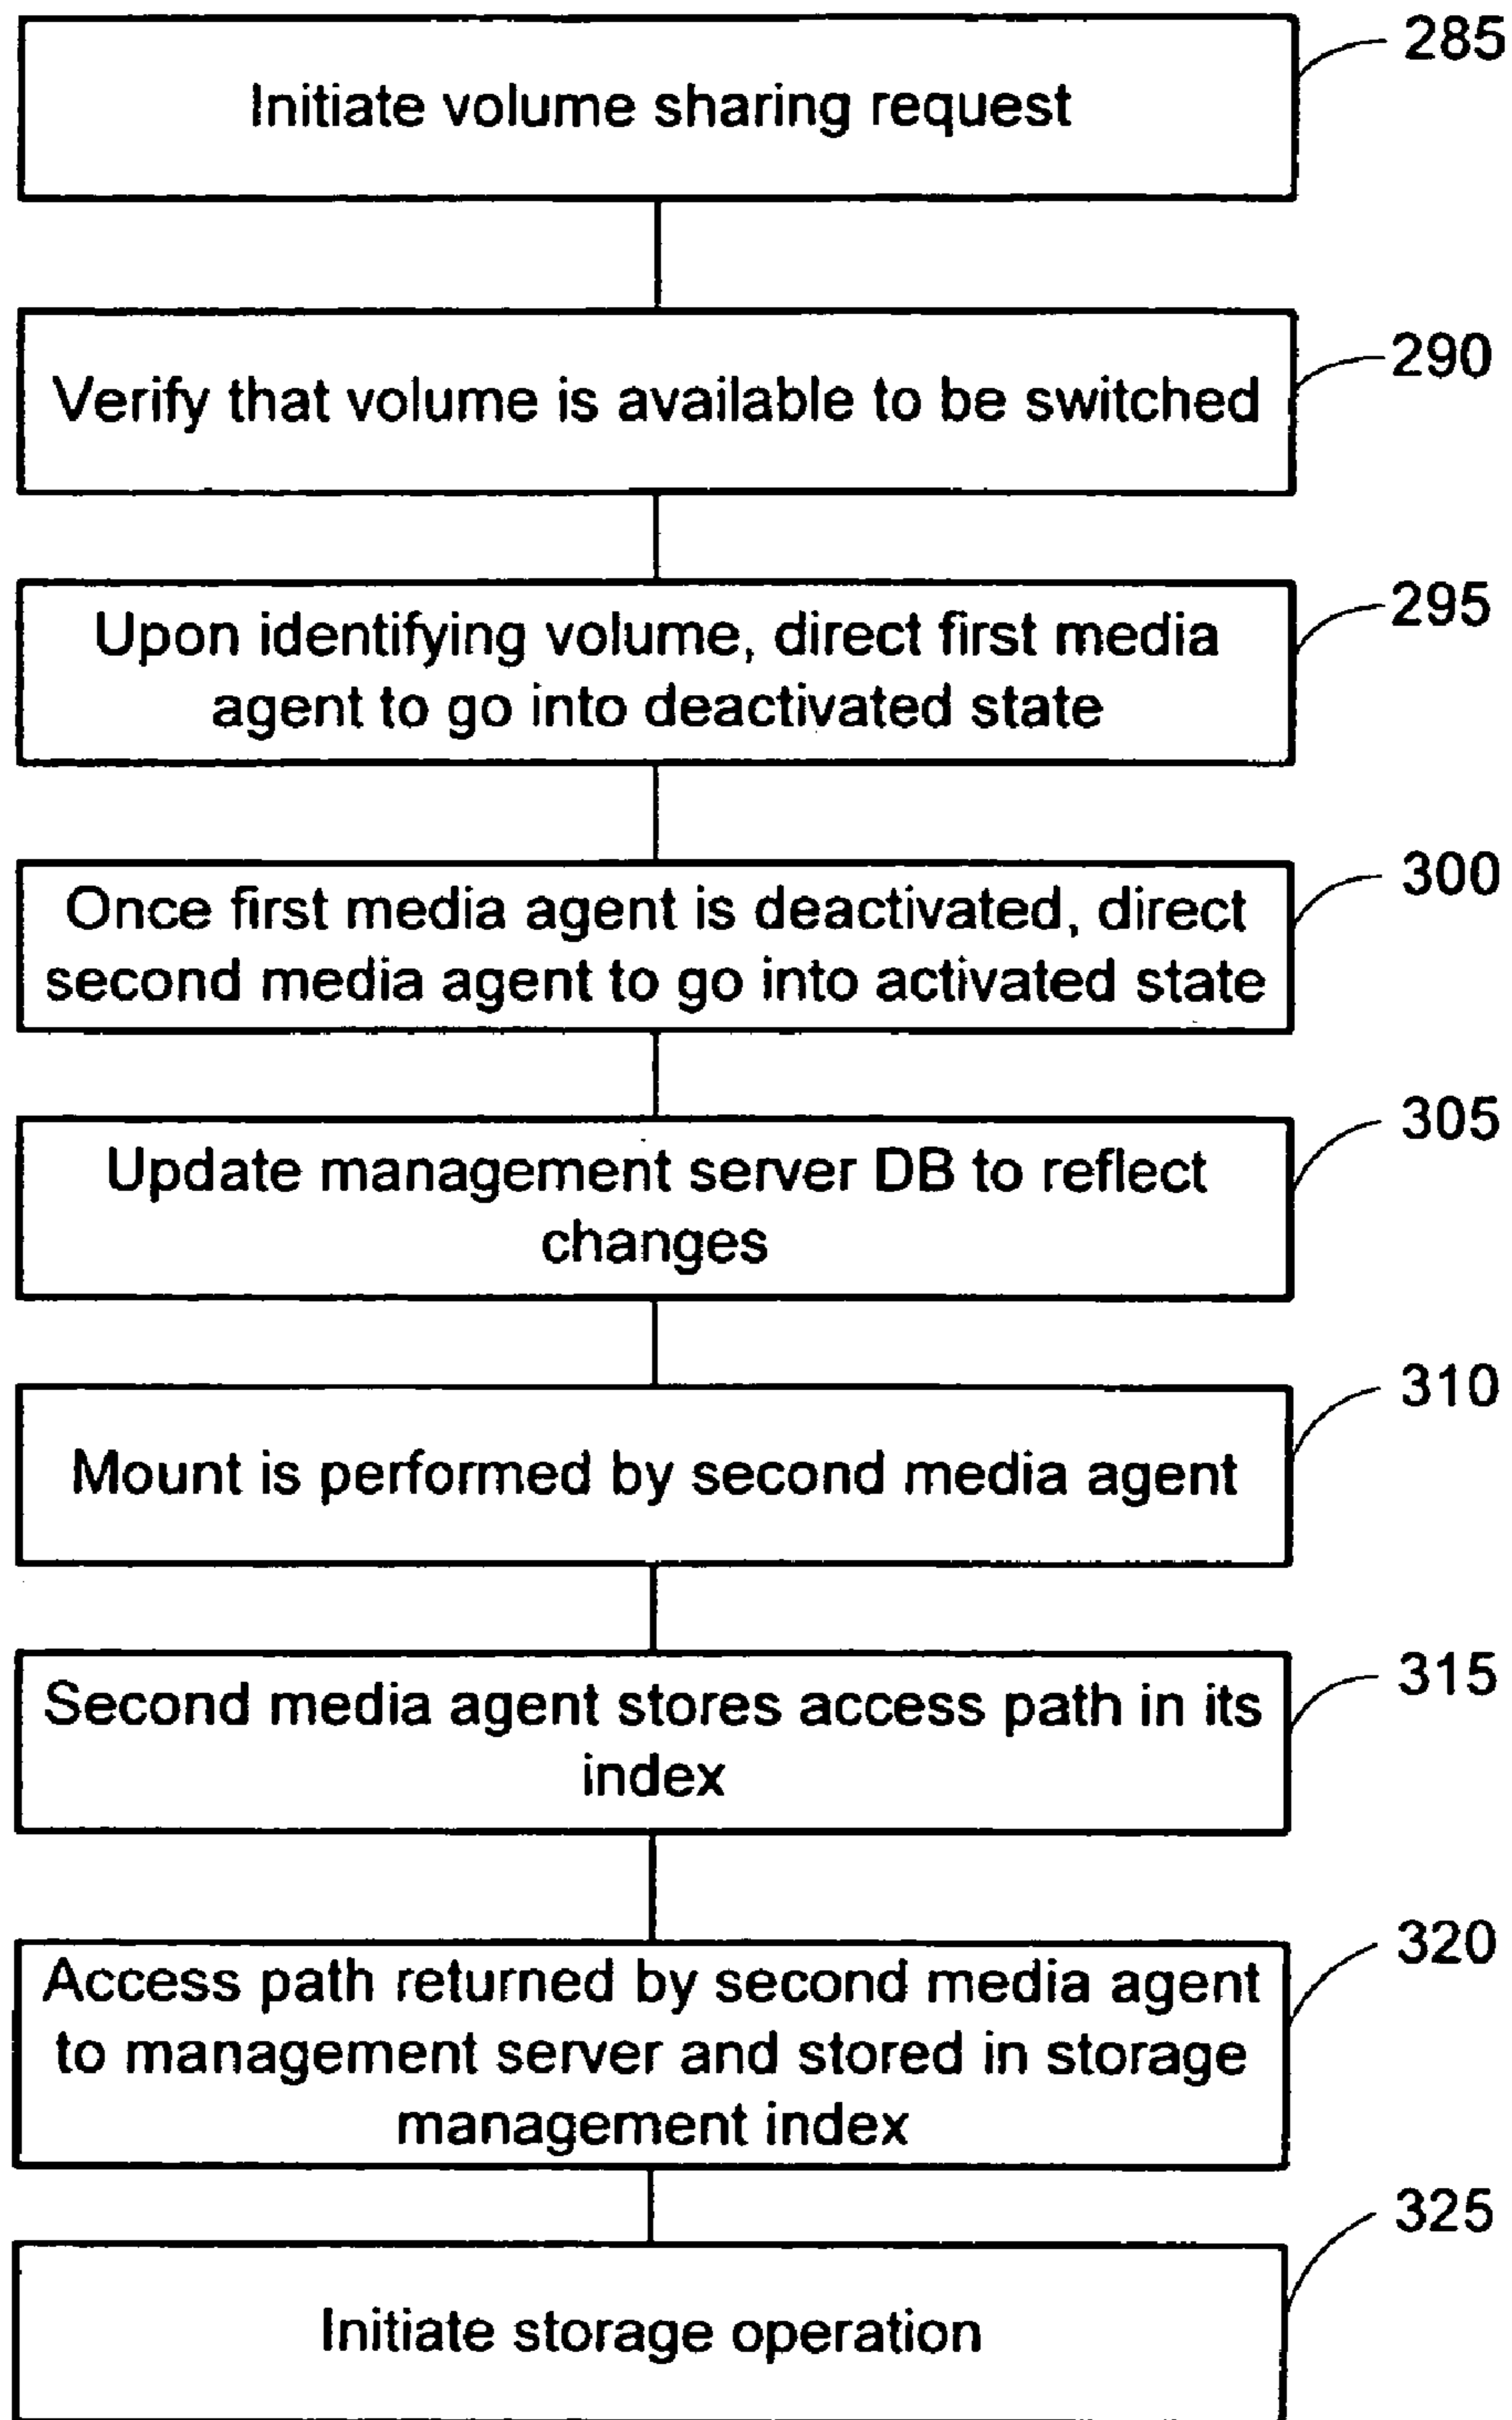 285
Initiate volume sharing request
290
Verify that volume is available to be switched
295
Upon identifying volume, direct first media
agent to go into deactivated state
300
Once first media agent is deactivated, direct
second media agent to go into activated state
305
Update management server DB to reflect
changes
310
Mount is performed by second media agent
315
Second media agent stores access path in its
index
320
Access path returned by second media agent
to management server and stored in storage
management index
325
Initiate storage operation